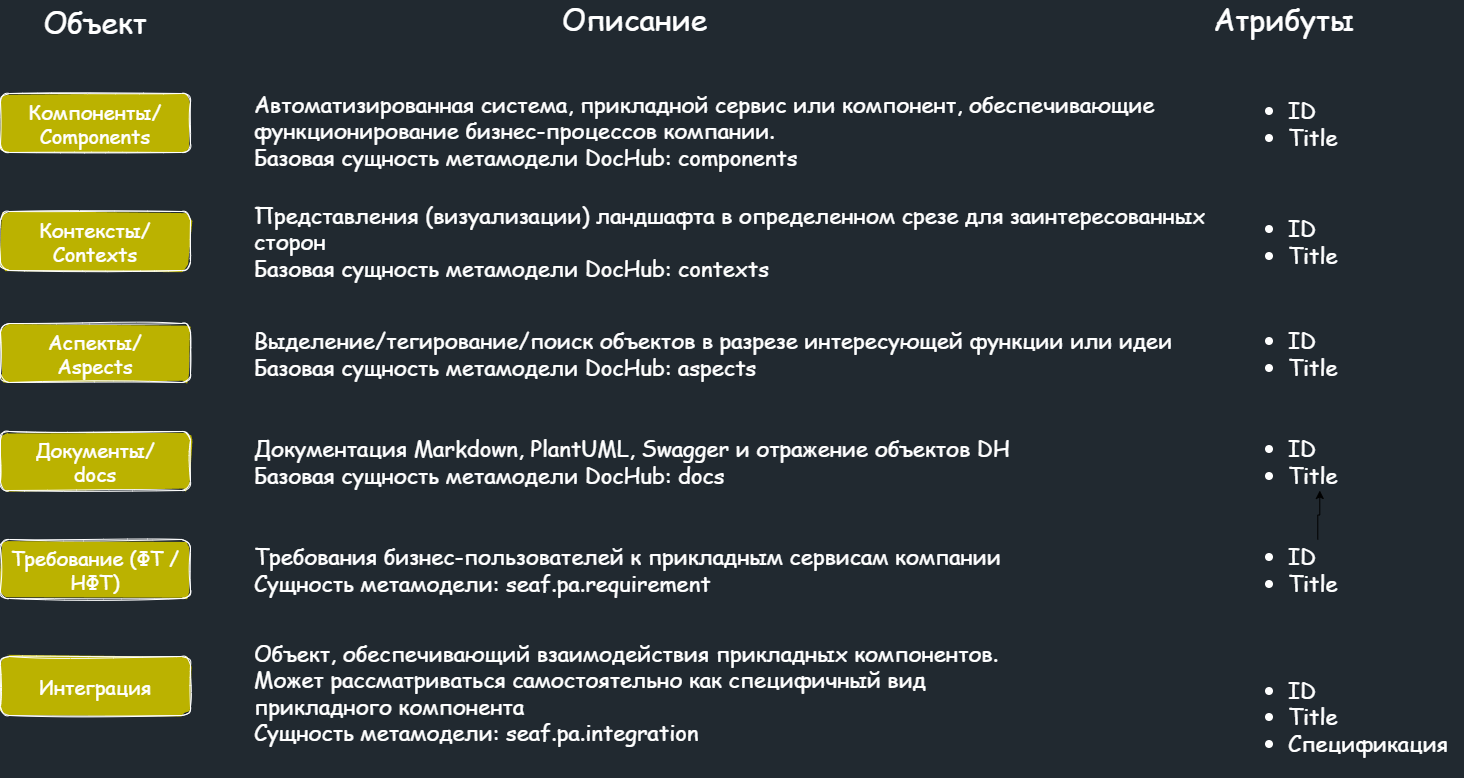 Объект
Описание
Атрибуты
Компоненты/
Components
Автоматизированная система, прикладной сервис или компонент, обеспечивающие
функционирование бизнес-процессов компании.
Базовая сущность метамодели DocHub: components
• ID
• Title
Контексты/
Contexts
Представления (визуализации) ландшафта в определенном срезе для заинтересованных
сторон
Базовая сущность метамодели DocHub: contexts
• ID
• Title
Аспекты/
Aspects
Выделение/тегирование/поиск объектов в разрезе интересующей функции или идеи
Базовая сущность метамодели DocHub: aspects
• ID
• Title
Документы/
docs
Документация Markdown, PlantUML, Swagger и отражение объектов DH
Базовая сущность метамодели DocHub: docs
• ID
• Title
Требование (ФТ /
НФТ)
Требования бизнес-пользователей к прикладным сервисам компании
Сущность метамодели: seaf.pa.requirement
• ID
• Title
Интеграция
Объект, обеспечивающий взаимодействия прикладных компонентов.
Может рассматриваться самостоятельно как специфичный вид
прикладного компонента
Сущность метамодели: seaf.pa.integration
• ID
• Title
• Спецификация